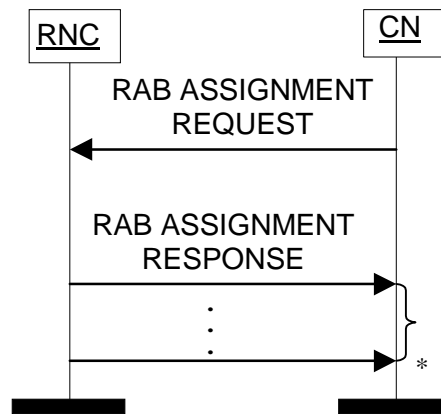 RNC
CN
RAB ASSIGNMENT
REQUEST
RAB ASSIGNMENT
RESPONSE
*